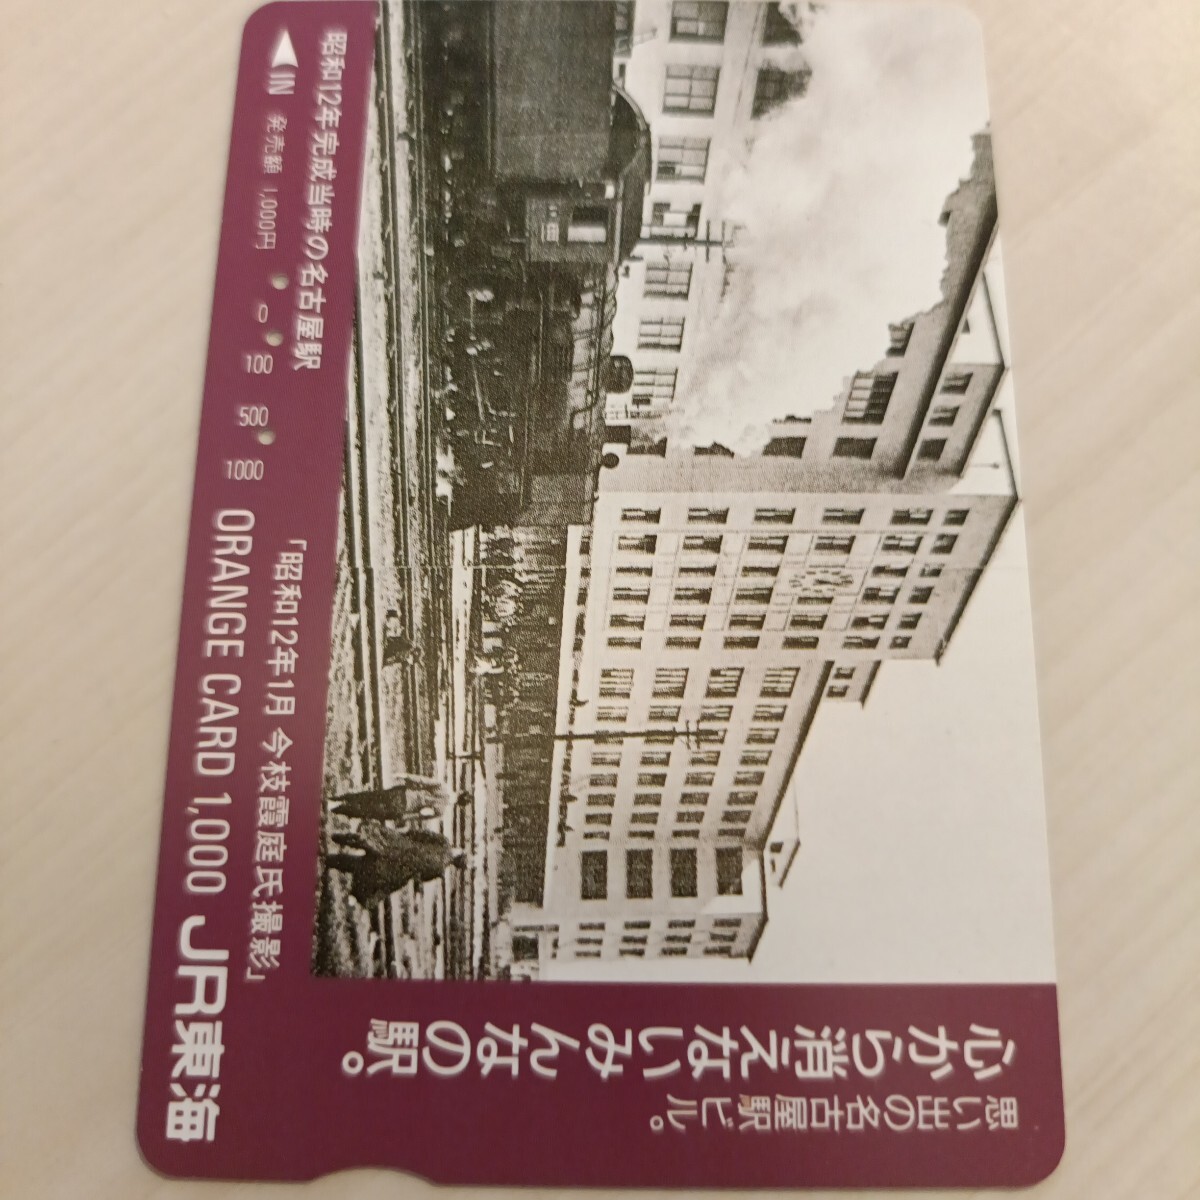 思い出の名古屋駅ビル。
心から消えないみんなの駅。
昭和12年完成当時の名古屋駅
「昭和12年1月 今枝霞庭氏撮影」
◀IN 発売額 1,000円 0 100 500 1000
ORANGE CARD 1,000 JR東海